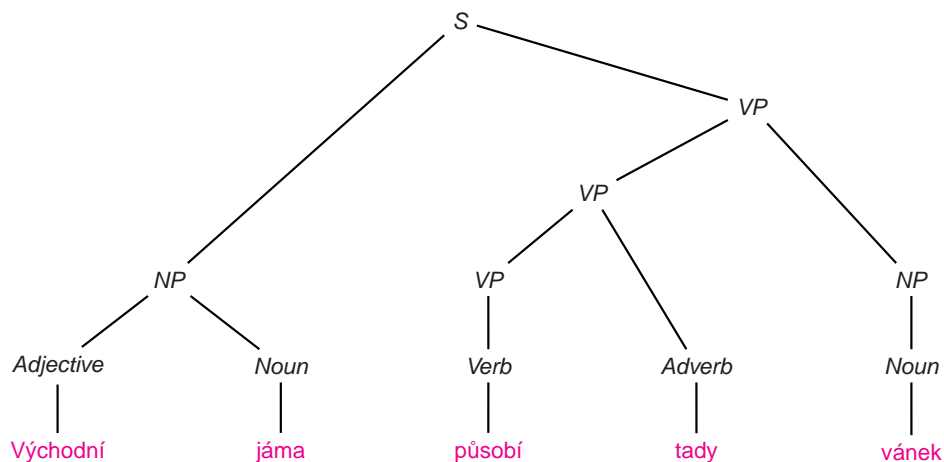 S
VP
VP
NP VP NP
Adjective Noun Verb Adverb Noun
Východní jáma působí tady vánek